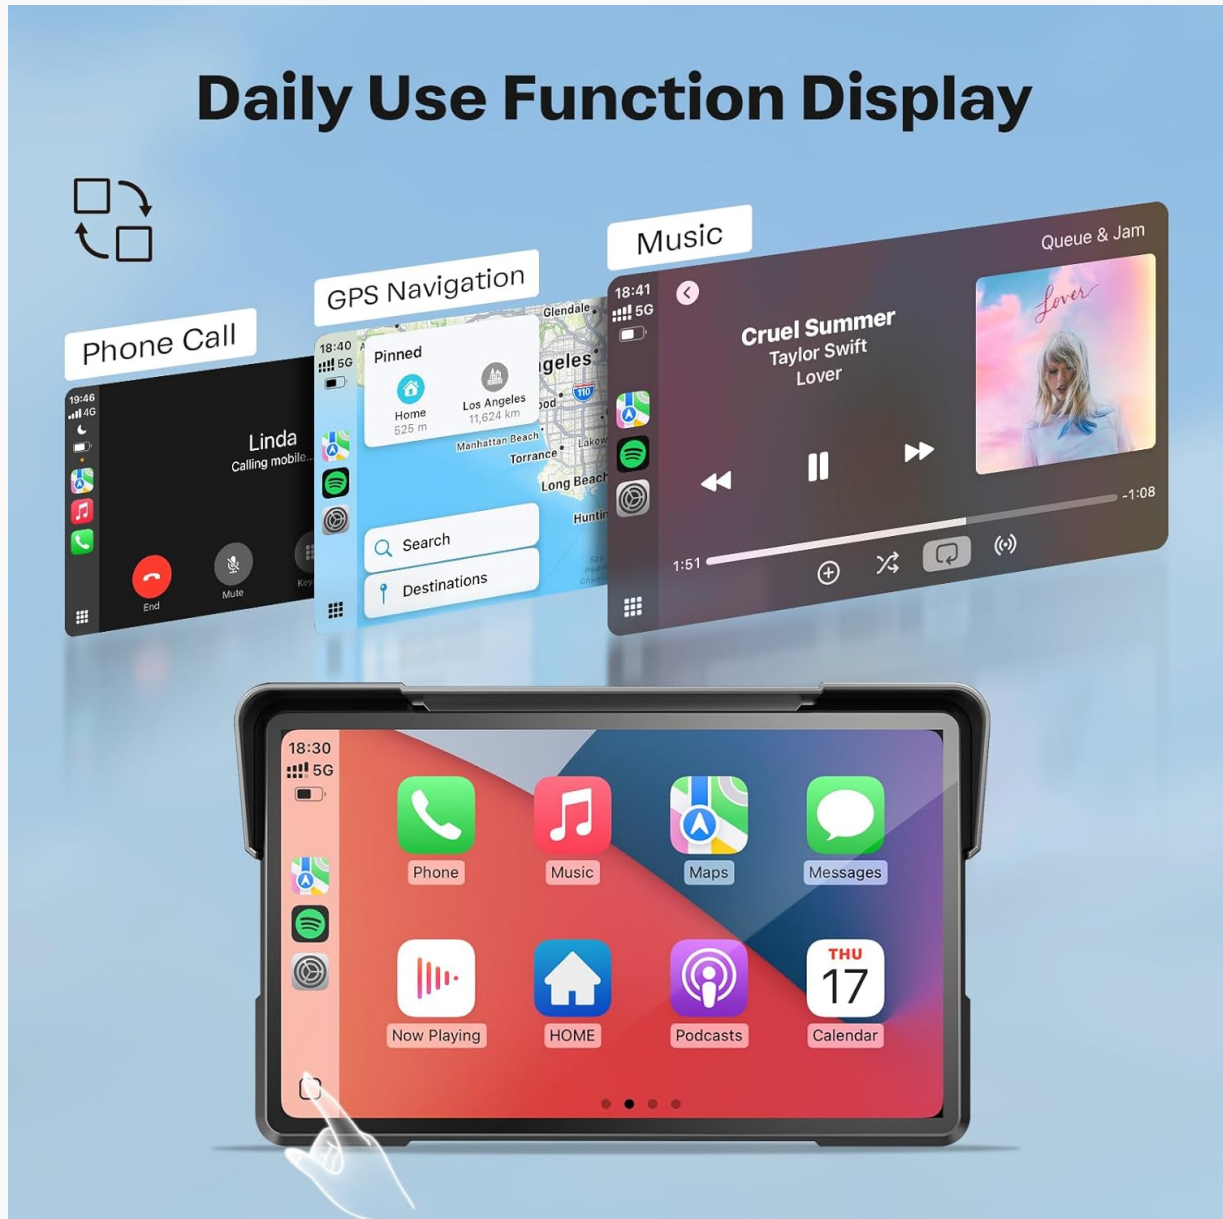 Daily Use Function Display
Phone Call
19:46
4G
Linda
Calling mobile...
End
Mute
GPS Navigation
18:40
5G
Pinned
Home
525 m
Los Angeles
11,624 km
Glendale
geles
110
Manhattan Beach
Torrance
Long Beach
Search
Destinations
Music
18:41
5G
Queue & Jam
Cruel Summer
Taylor Swift
Lover
Lover
1:51
-1:08
18:30
5G
Phone
Music
Maps
Messages
Now Playing
HOME
Podcasts
THU
17
Calendar